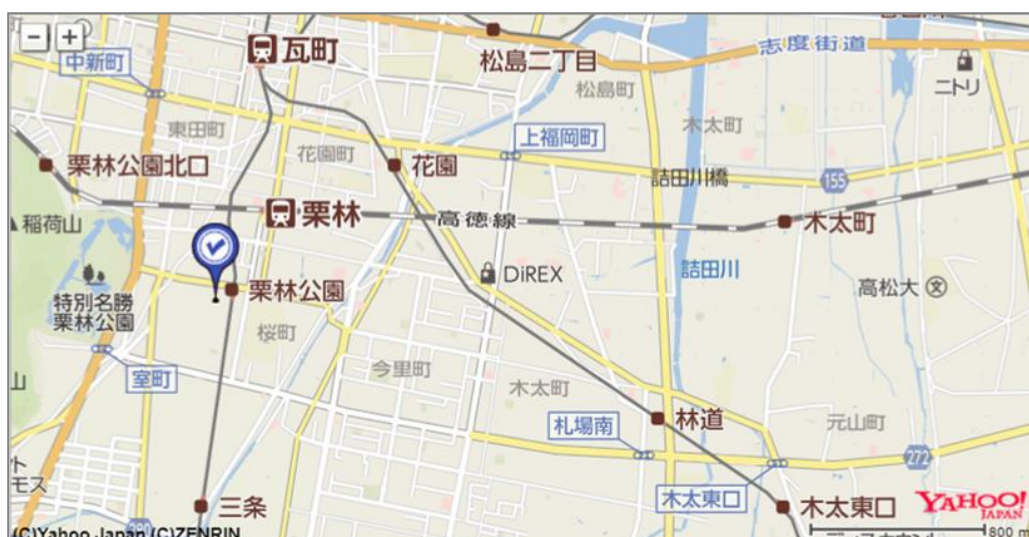 瓦町
松島二丁目
志度街道
ニトリ
中新町
松島町
東田町
花園町
上福岡町
木太町
栗林公園北口
花園
詰田川橋
155
稲荷山
栗林
高徳線
木太町
DiREX
詰田川
高松大
文
特別名勝
栗林公園
栗林公園
桜町
室町
今里町
木太町
札場南
林道
元山町
272
山
モス
三条
木太東口
木太東口
YAHOO!
JAPAN
(C)Yahoo Japan (C)ZENRIN
800 m